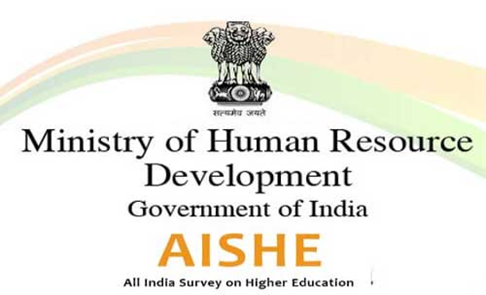 सत्यमेव जयते
Ministry of Human Resource
Development
Government of India
AISHE
All India Survey on Higher Education